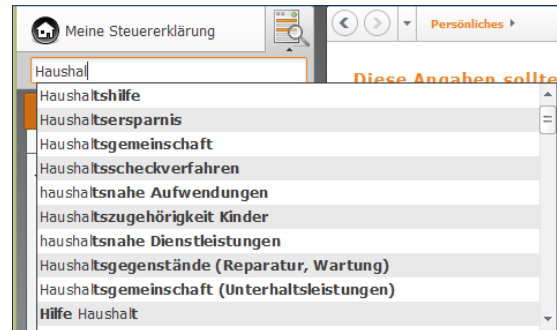 Meine Steuererklärung
Persönliches
Haushal
Diese Angaben sollte
Haushaltshilfe
Haushaltsersparnis
Haushaltsgemeinschaft
Haushaltsscheckverfahren
haushaltsnahe Aufwendungen
Haushaltszugehörigkeit Kinder
haushaltsnahe Dienstleistungen
Haushaltsgegenstände (Reparatur, Wartung)
Haushaltsgemeinschaft (Unterhaltsleistungen)
Hilfe Haushalt